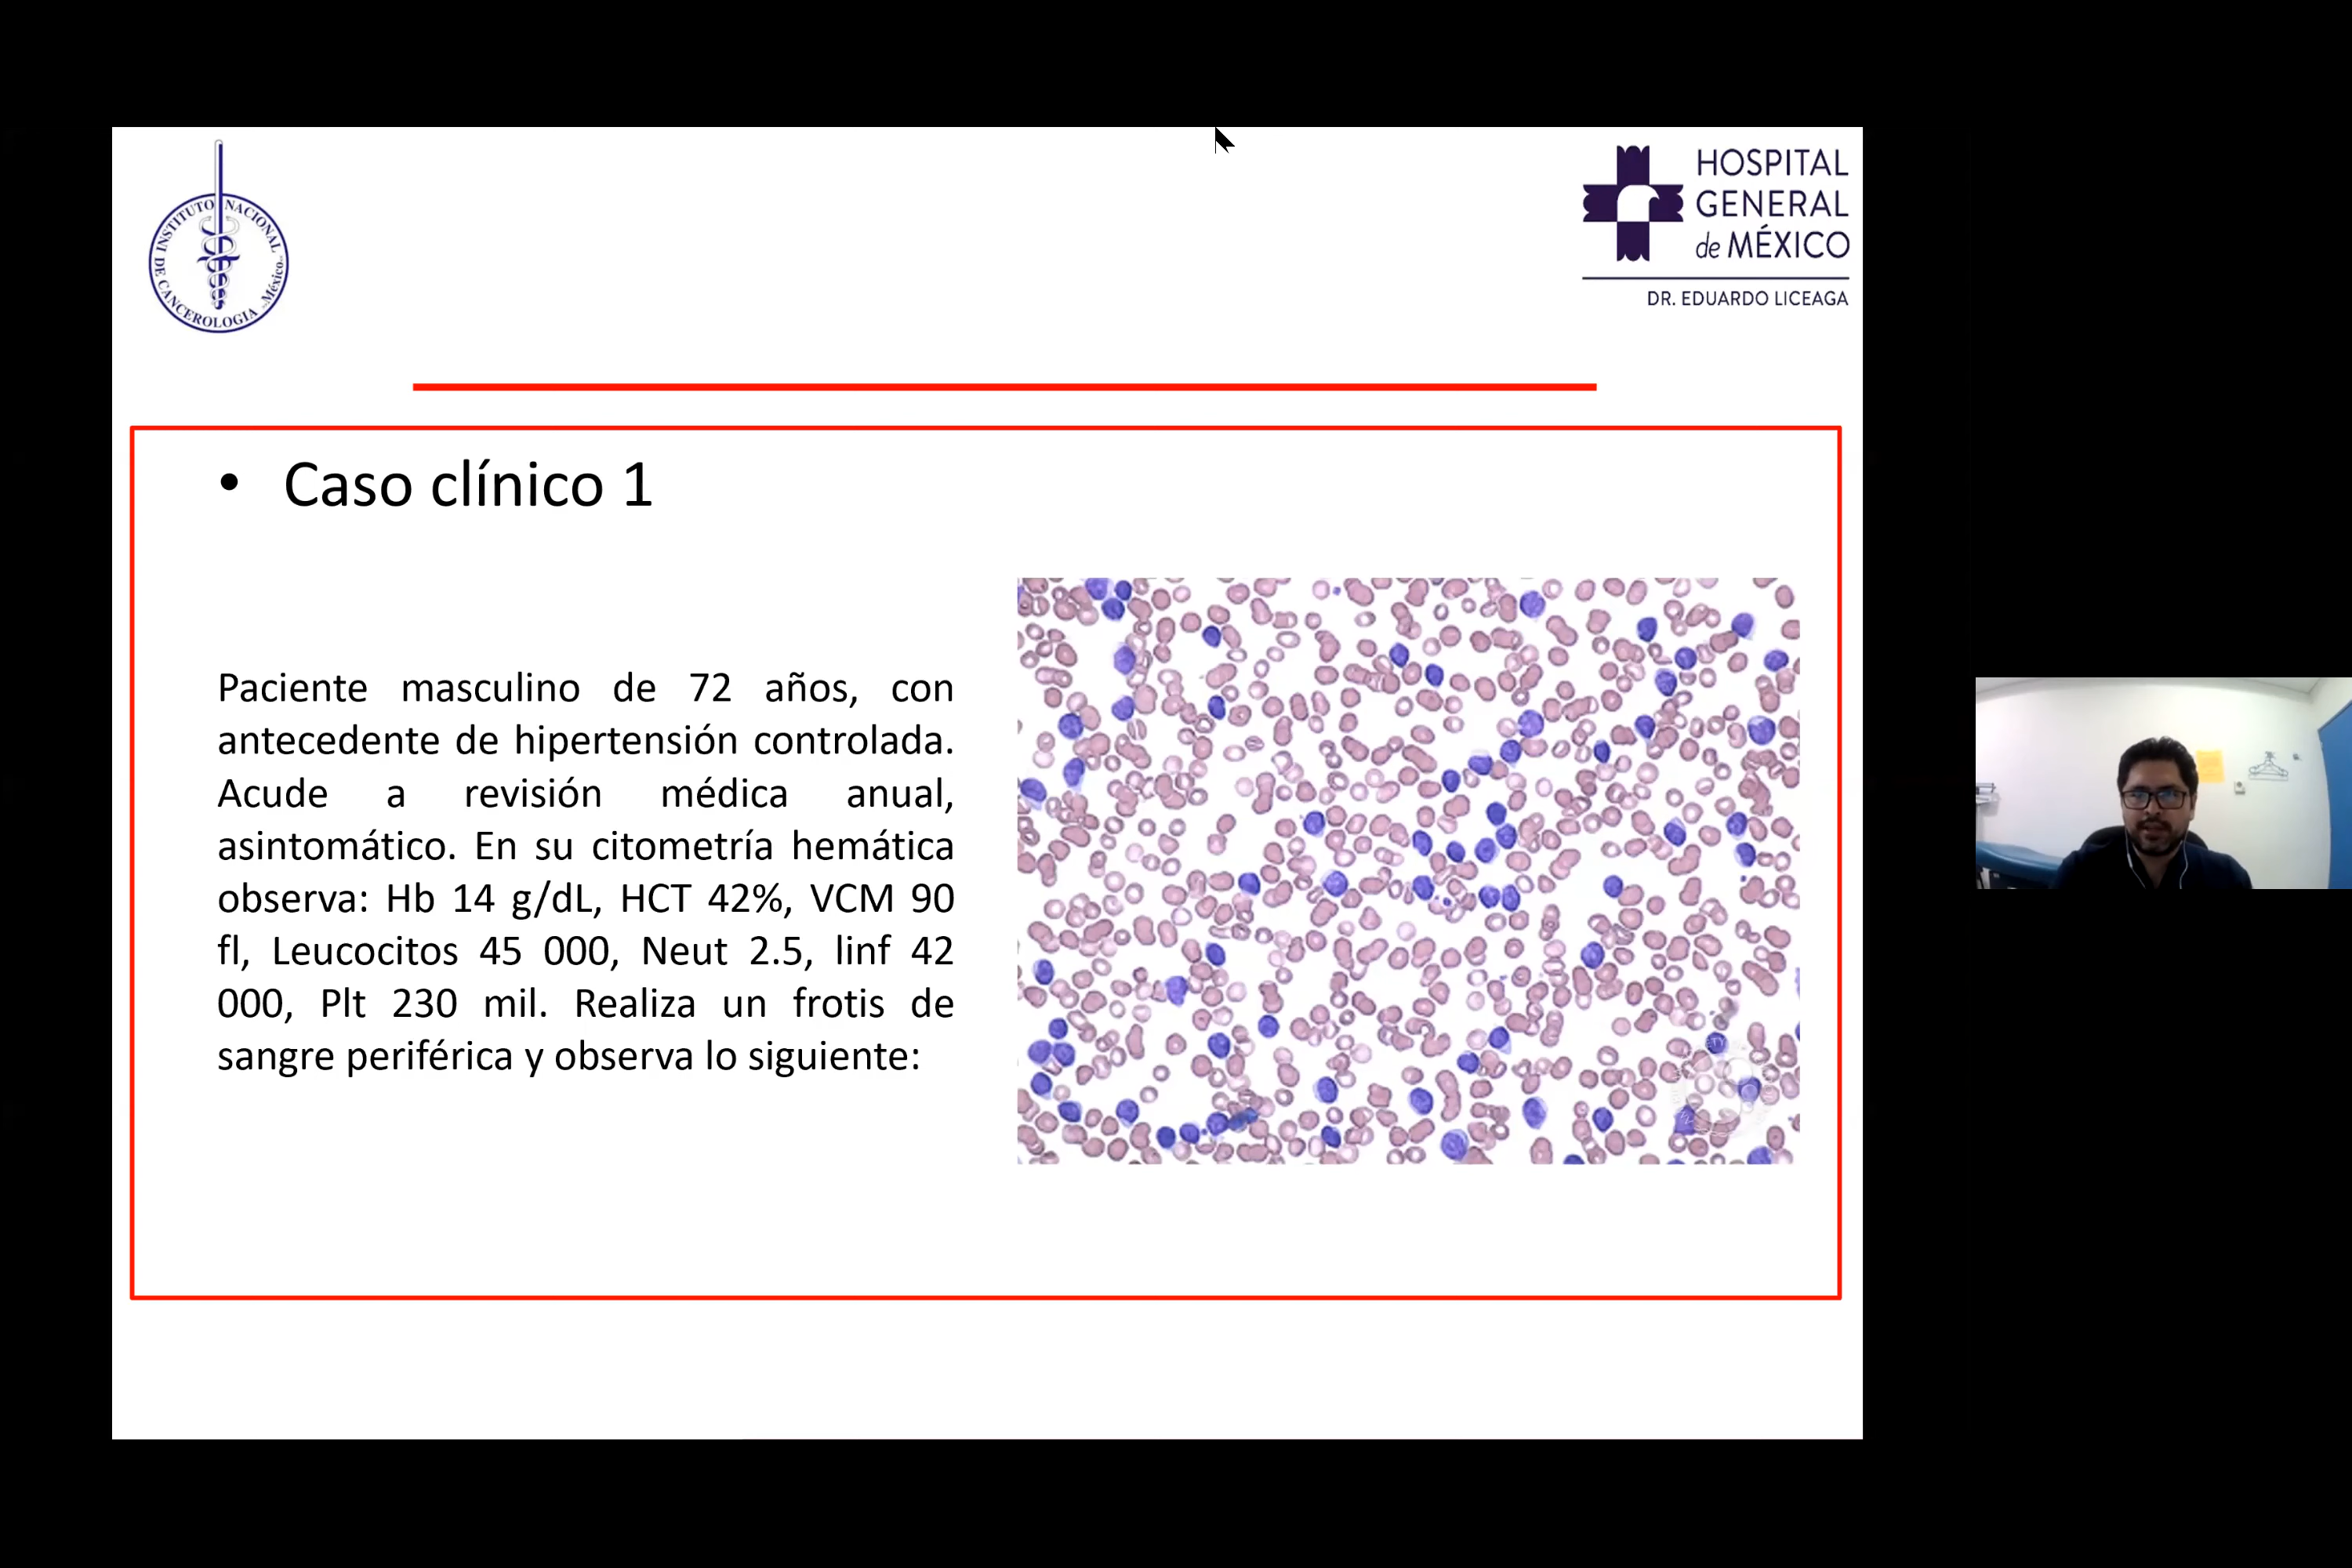 INSTITUTO NACIONAL
DE CANCEROLOGIA
México
HOSPITAL
GENERAL
de MÉXICO
DR. EDUARDO LICEAGA
• Caso clínico 1
Paciente masculino de 72 años, con
antecedente de hipertensión controlada.
Acude a revisión médica anual,
asintomático. En su citometría hemática
observa: Hb 14 g/dL, HCT 42%, VCM 90
fl, Leucocitos 45 000, Neut 2.5, linf 42
000, Plt 230 mil. Realiza un frotis de
sangre periférica y observa lo siguiente: